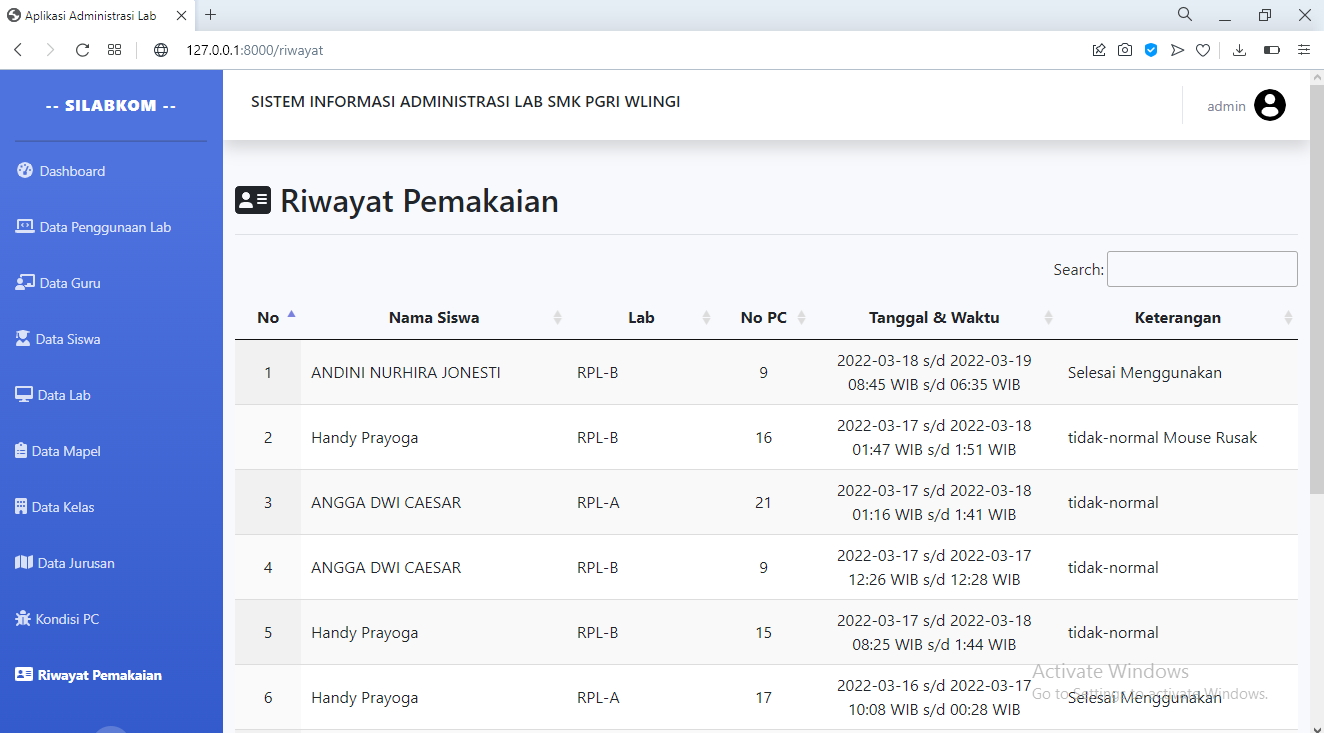 Aplikasi Administrasi Lab
127.0.0.1:8000/riwayat
-- SILABKOM --
SISTEM INFORMASI ADMINISTRASI LAB SMK PGRI WLINGI
admin
Dashboard
Data Penggunaan Lab
Data Guru
Data Siswa
Data Lab
Data Mapel
Data Kelas
Data Jurusan
Kondisi PC
Riwayat Pemakaian
Riwayat Pemakaian
Search:
No Nama Siswa Lab No PC Tanggal & Waktu Keterangan
1 ANDINI NURHIRA JONESTI RPL-B 9 2022-03-18 s/d 2022-03-19 Selesai Menggunakan
08:45 WIB s/d 06:35 WIB
2 Handy Prayoga RPL-B 16 2022-03-17 s/d 2022-03-18 tidak-normal Mouse Rusak
01:47 WIB s/d 1:51 WIB
3 ANGGA DWI CAESAR RPL-A 21 2022-03-17 s/d 2022-03-18 tidak-normal
01:16 WIB s/d 1:41 WIB
4 ANGGA DWI CAESAR RPL-B 9 2022-03-17 s/d 2022-03-17 tidak-normal
12:26 WIB s/d 12:28 WIB
5 Handy Prayoga RPL-B 15 2022-03-17 s/d 2022-03-18 tidak-normal
08:25 WIB s/d 1:44 WIB
6 Handy Prayoga RPL-A 17 2022-03-16 s/d 2022-03-17 Selesai Menggunakan
10:08 WIB s/d 00:28 WIB
Activate Windows
Go to Settings to activate Windows.